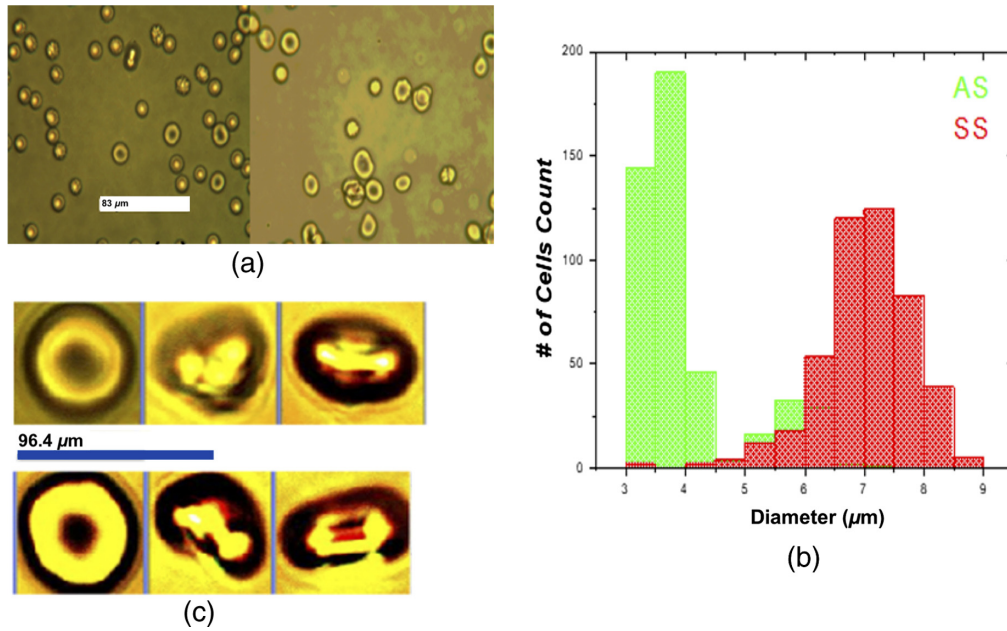 83 µm
(a)
96.4 µm
(c)
200
150
100
50
0
# of Cells Count
AS
SS
3 4 5 6 7 8 9
Diameter (µm)
(b)